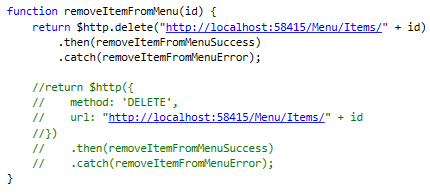 function removeItemFromMenu(id) {
    return $http.delete("http://localhost:58415/Menu/Items/" + id)
        .then(removeItemFromMenuSuccess)
        .catch(removeItemFromMenuError);

    //return $http({
    //    method: 'DELETE',
    //    url: "http://localhost:58415/Menu/Items/" + id
    //})
    //    .then(removeItemFromMenuSuccess)
    //    .catch(removeItemFromMenuError);
}